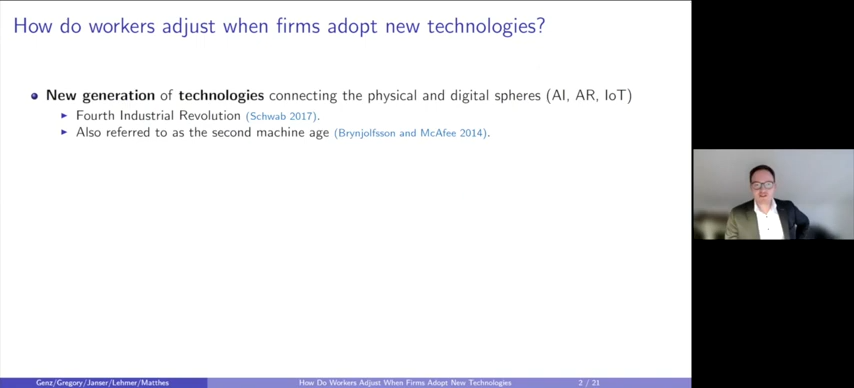 How do workers adjust when firms adopt new technologies?
New generation of technologies connecting the physical and digital spheres (AI, AR, IoT)
Fourth Industrial Revolution (Schwab 2017).
Also referred to as the second machine age (Brynjolfsson and McAfee 2014).
Genz/Gregory/Janser/Lehmer/Matthes
How Do Workers Adjust When Firms Adopt New Technologies
2 / 21